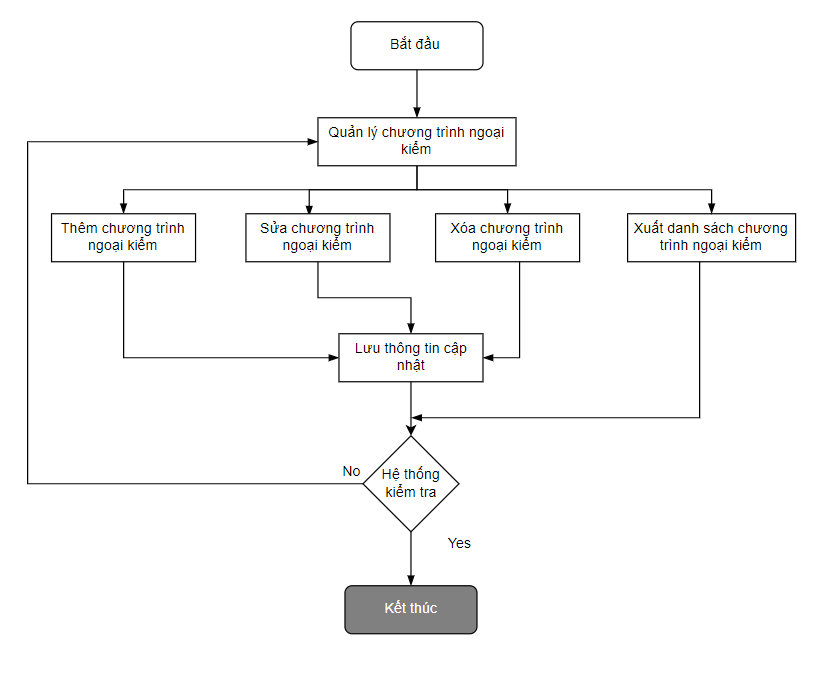 Bắt đầu
Quản lý chương trình ngoại
kiểm
Thêm chương trình
ngoại kiểm
Sửa chương trình
ngoại kiểm
Xóa chương trình
ngoại kiểm
Xuất danh sách chương
trình ngoại kiểm
Lưu thông tin cập
nhật
No
Hệ thống
kiểm tra
Yes
Kết thúc